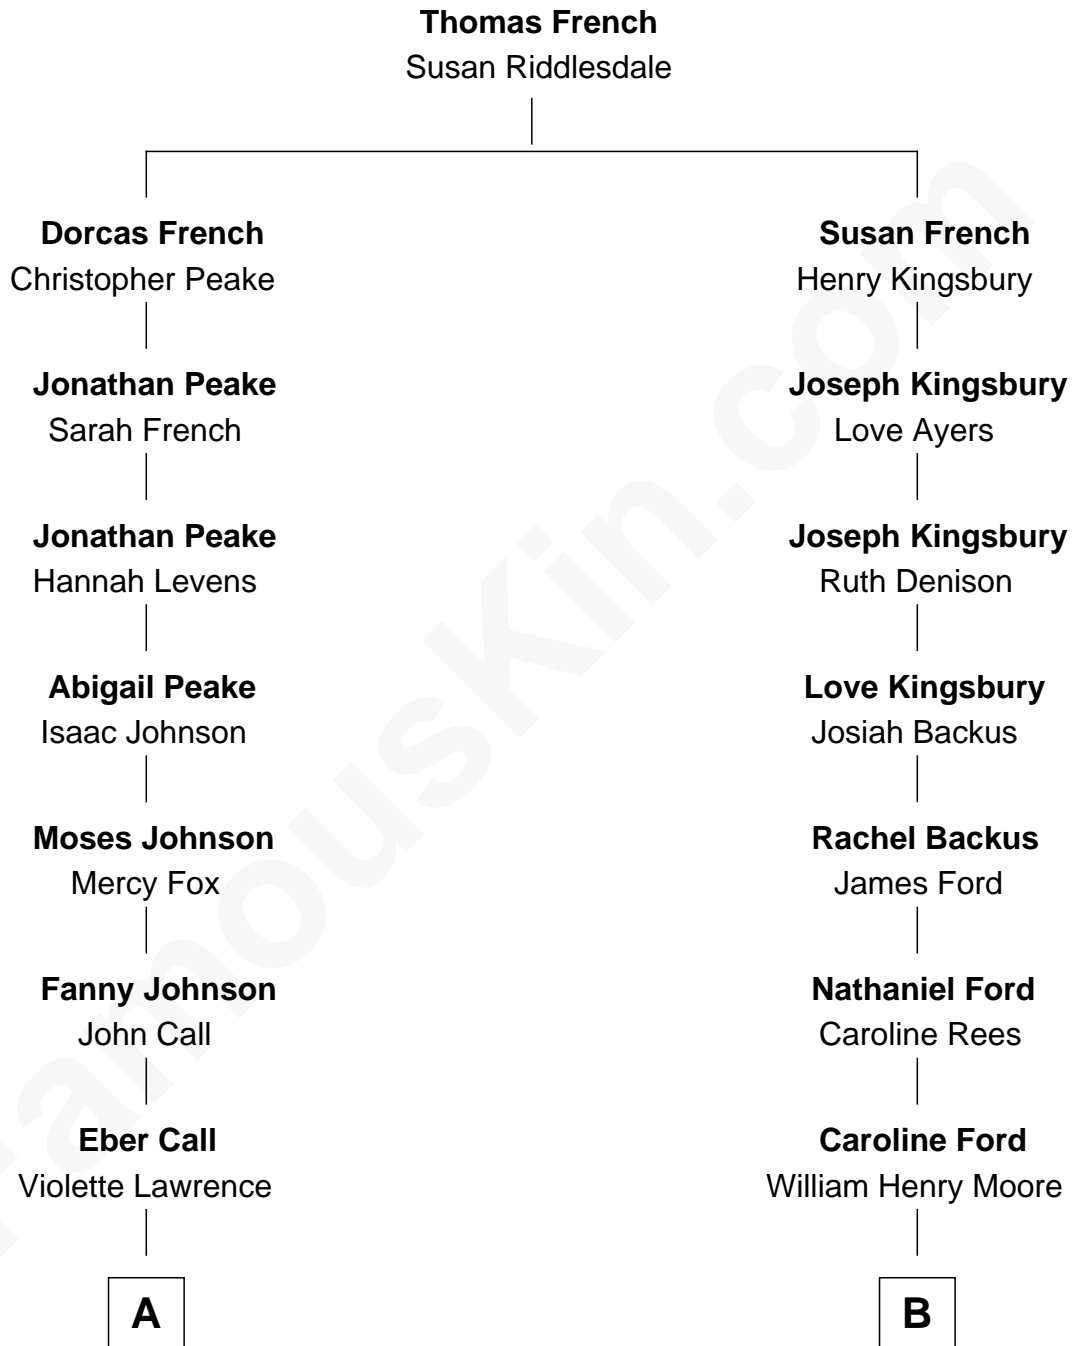 Thomas French
Susan Riddlesdale
Dorcas French
Christopher Peake
Susan French
Henry Kingsbury
Jonathan Peake
Sarah French
Joseph Kingsbury
Love Ayers
Jonathan Peake
Hannah Levens
Joseph Kingsbury
Ruth Denison
Abigail Peake
Isaac Johnson
Love Kingsbury
Josiah Backus
Moses Johnson
Mercy Fox
Rachel Backus
James Ford
Fanny Johnson
John Call
Nathaniel Ford
Caroline Rees
Eber Call
Violette Lawrence
Caroline Ford
William Henry Moore
A
B
FamousKin.com